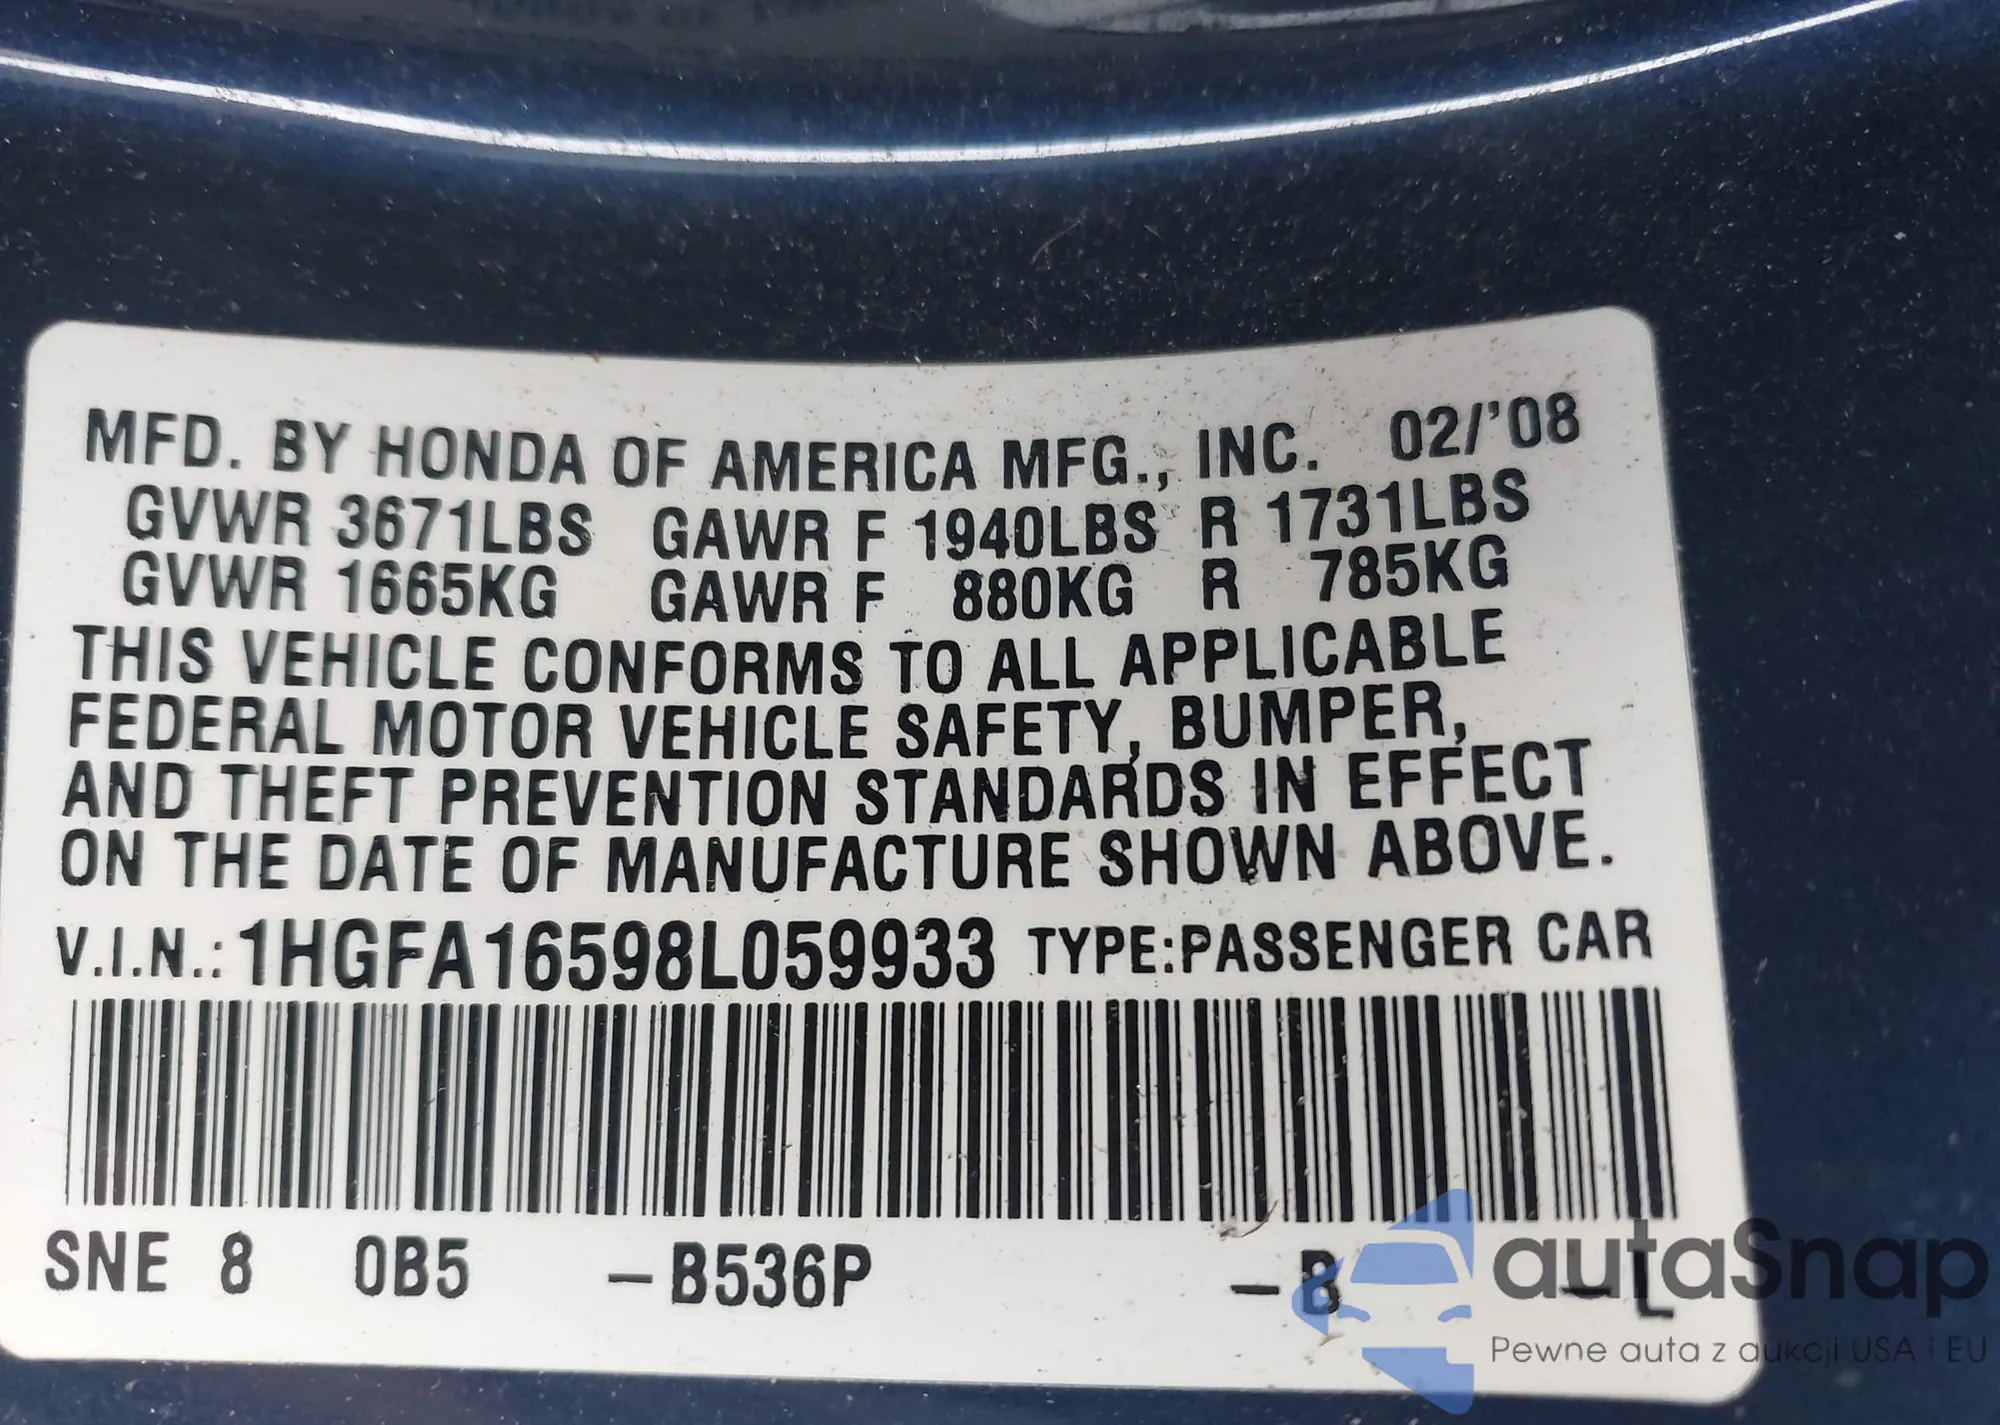 MFD. BY HONDA OF AMERICA MFG., INC. 02/'08
GVWR 3671LBS GAWR F 1940LBS R 1731LBS
GVWR 1665KG GAWR F 880KG R 785KG
THIS VEHICLE CONFORMS TO ALL APPLICABLE
FEDERAL MOTOR VEHICLE SAFETY, BUMPER,
AND THEFT PREVENTION STANDARDS IN EFFECT
ON THE DATE OF MANUFACTURE SHOWN ABOVE.
V.I.N.: 1HGFA16598L059933 TYPE:PASSENGER CAR
SNE 8 0B5 –B536P –B –L
autaSnap
Pewne auta z aukcji USA i EU